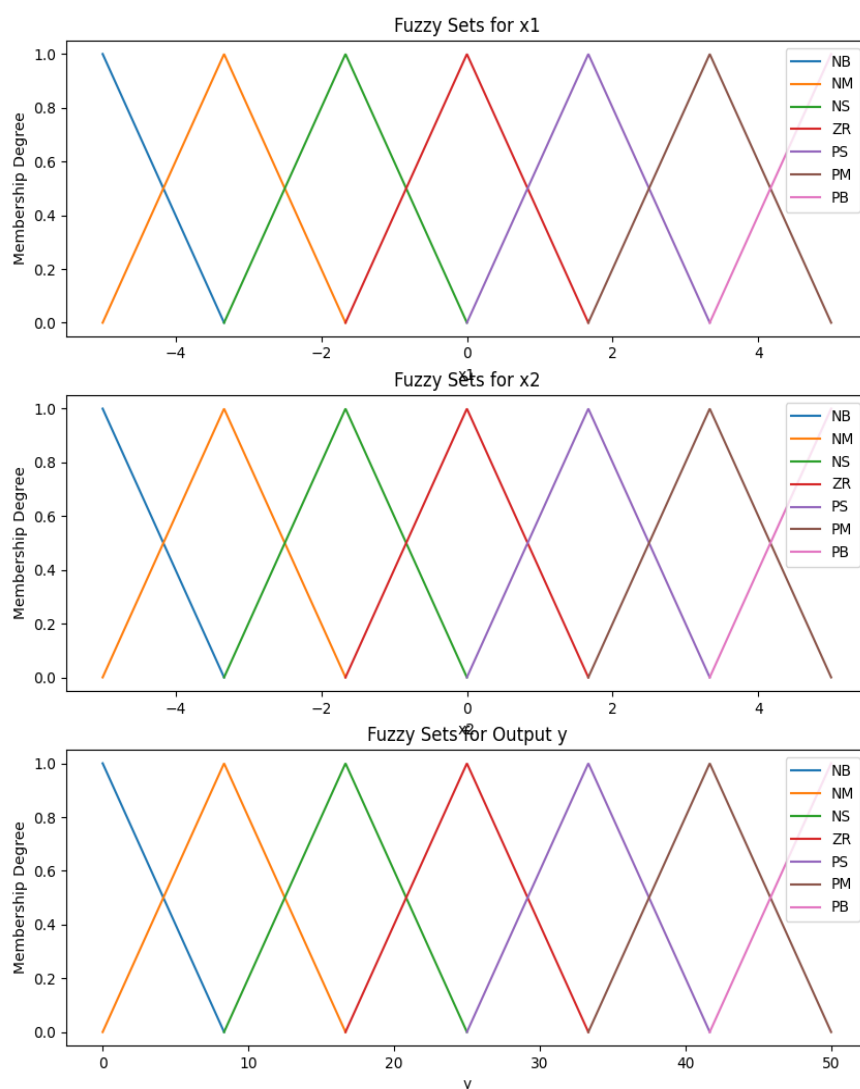 Fuzzy Sets for x1
Membership Degree
1.0
0.8
0.6
0.4
0.2
0.0
NB
NM
NS
ZR
PS
PM
PB
−4 −2 0 2 4
x1
Fuzzy Sets for x2
Membership Degree
1.0
0.8
0.6
0.4
0.2
0.0
NB
NM
NS
ZR
PS
PM
PB
−4 −2 0 2 4
x2
Fuzzy Sets for Output y
Membership Degree
1.0
0.8
0.6
0.4
0.2
0.0
NB
NM
NS
ZR
PS
PM
PB
0 10 20 30 40 50
y